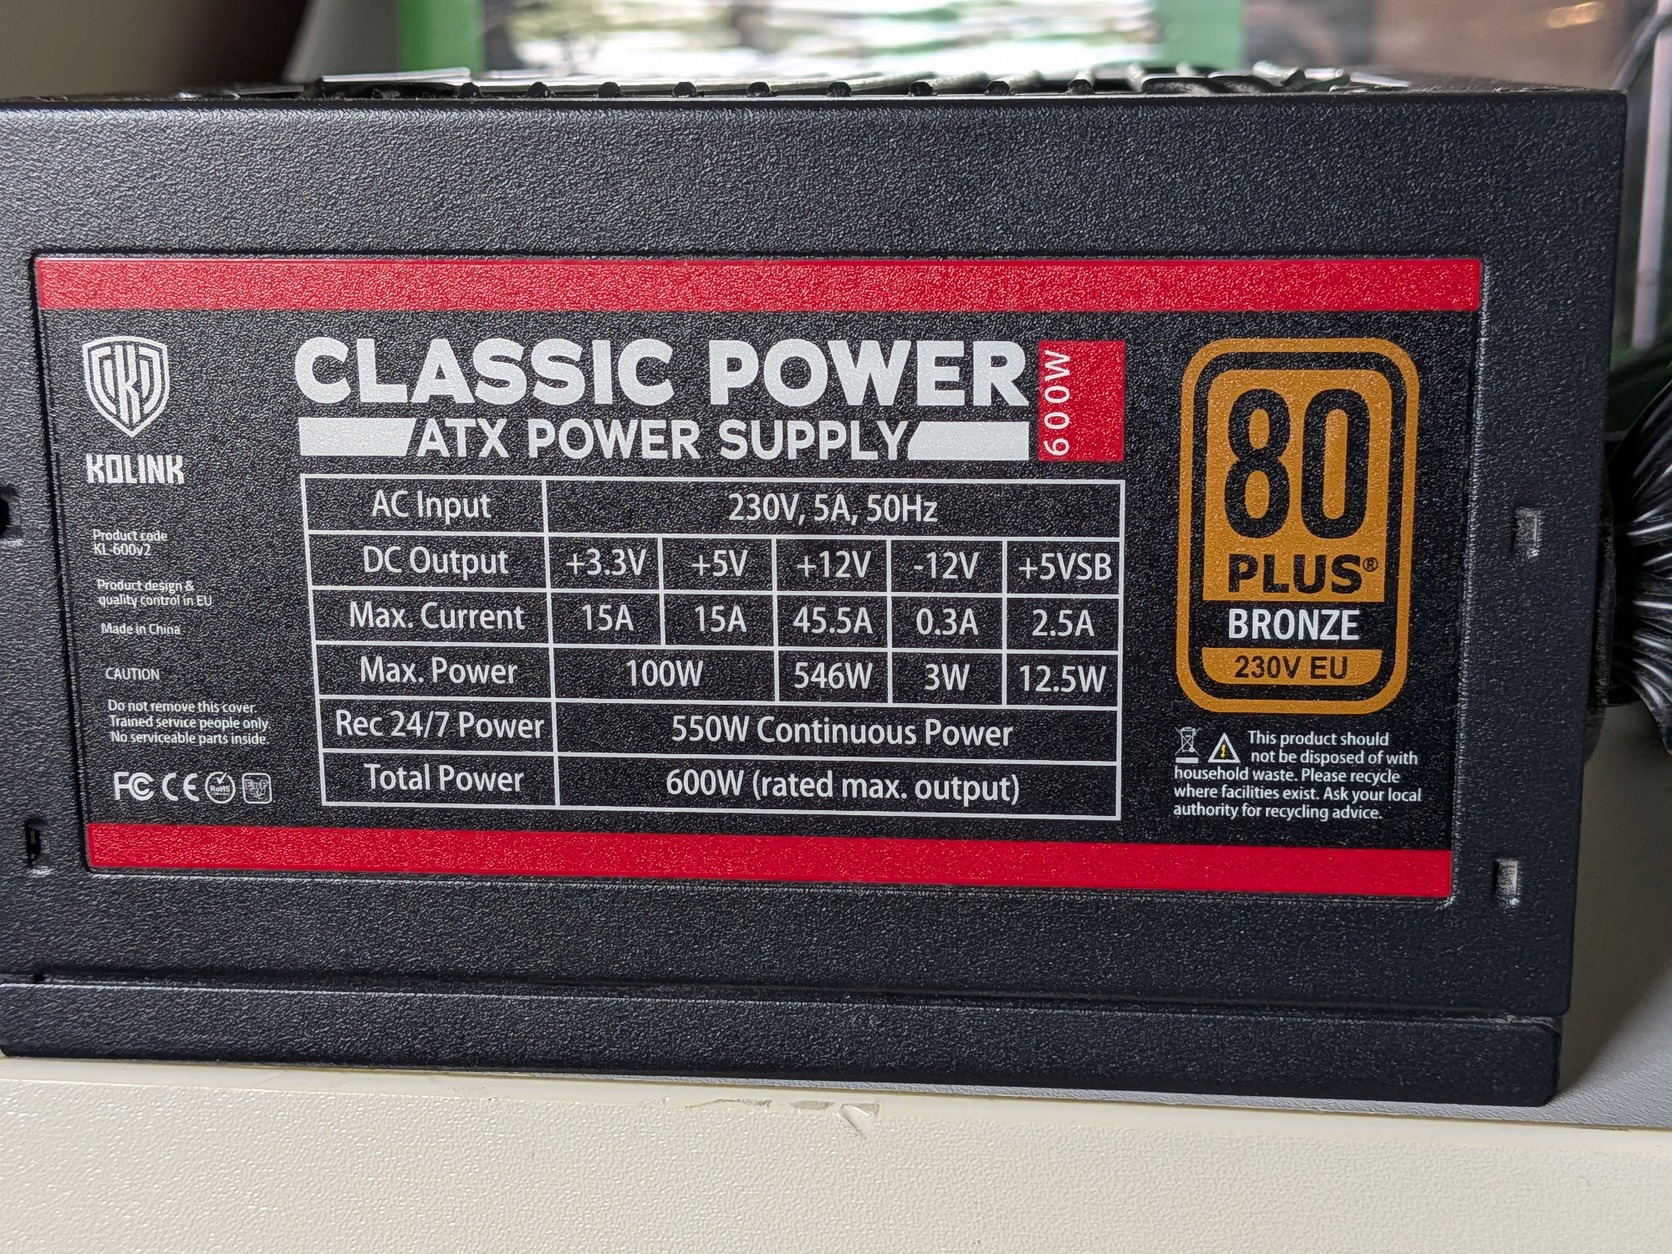 KOLINK
Product code
KL-600v2
Product design &
quality control in EU
Made in China
CAUTION
Do not remove this cover.
Trained service people only.
No serviceable parts inside.
FC CE RoHS
CLASSIC POWER
ATX POWER SUPPLY
600W
AC Input 230V, 5A, 50Hz
DC Output +3.3V +5V +12V -12V +5VSB
Max. Current 15A 15A 45.5A 0.3A 2.5A
Max. Power 100W 546W 3W 12.5W
Rec 24/7 Power 550W Continuous Power
Total Power 600W (rated max. output)
80
PLUS®
BRONZE
230V EU
This product should
not be disposed of with
household waste. Please recycle
where facilities exist. Ask your local
authority for recycling advice.